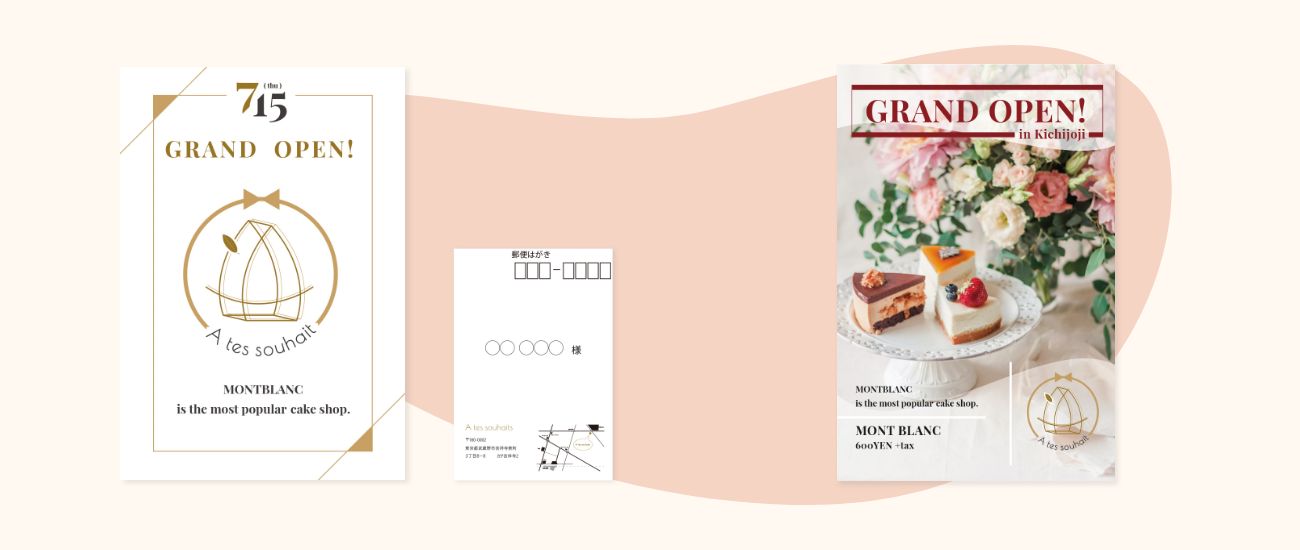 7 15 (thu)
GRAND OPEN!
A tes souhait
MONTBLANC
is the most popular cake shop.
郵便はがき
○○ ○○○ 様
A tes souhaits
GRAND OPEN!
in Kichijoji
MONTBLANC
is the most popular cake shop.
MONT BLANC
600YEN +tax
A tes souhait